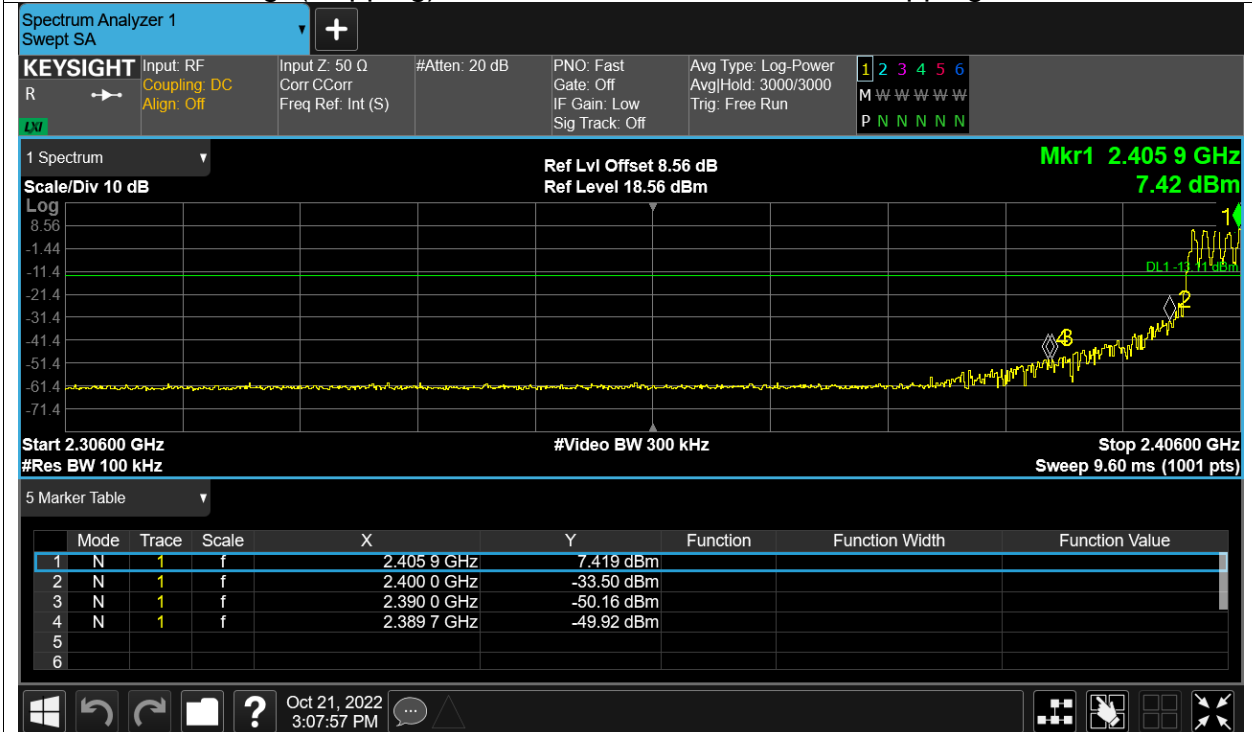 Spectrum Analyzer 1
Swept SA
+
KEYSIGHT
R
LXI
Input: RF
Coupling: DC
Align: Off
Input Z: 50 Ω
Corr CCorr
Freq Ref: Int (S)
#Atten: 20 dB
PNO: Fast
Gate: Off
IF Gain: Low
Sig Track: Off
Avg Type: Log-Power
Avg|Hold: 3000/3000
Trig: Free Run
1 2 3 4 5 6
M W W W W W
P N N N N N
1 Spectrum
Scale/Div 10 dB
Ref Lvl Offset 8.56 dB
Ref Level 18.56 dBm
Mkr1 2.405 9 GHz
7.42 dBm
Log
8.56
-1.44
-11.4
-21.4
-31.4
-41.4
-51.4
-61.4
-71.4
1
DL1 -13.11 dBm
2
Start 2.30600 GHz
#Res BW 100 kHz
#Video BW 300 kHz
Stop 2.40600 GHz
Sweep 9.60 ms (1001 pts)
5 Marker Table
Mode Trace Scale X Y Function Function Width Function Value
1 N 1 f 2.405 9 GHz 7.419 dBm
2 N 1 f 2.400 0 GHz -33.50 dBm
3 N 1 f 2.390 0 GHz -50.16 dBm
4 N 1 f 2.389 7 GHz -49.92 dBm
5
6
?
Oct 21, 2022
3:07:57 PM